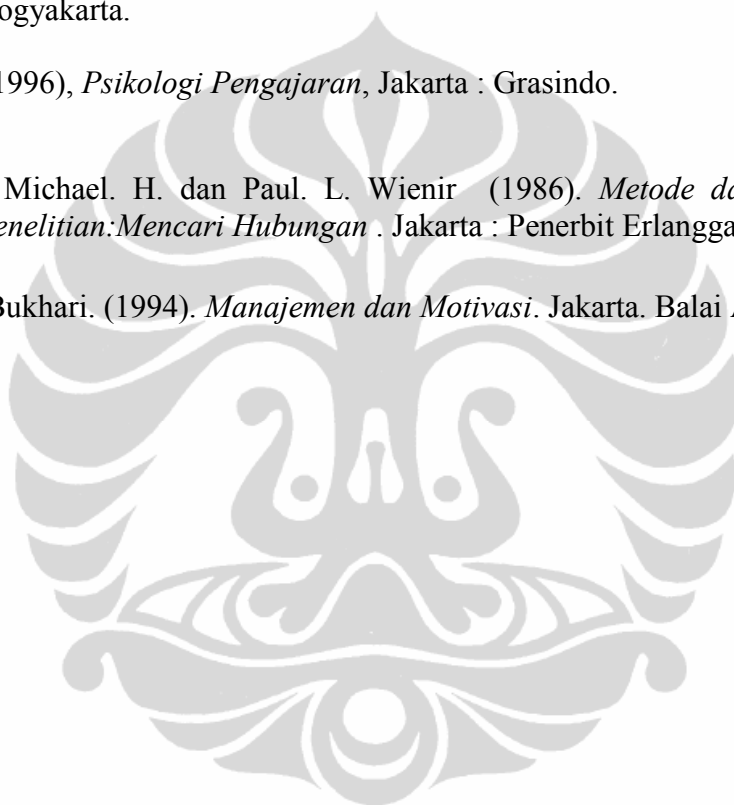 ogyakarta.
1996), Psikologi Pengajaran, Jakarta : Grasindo.
Michael. H. dan Paul. L. Wienir (1986). Metode da
enelitian:Mencari Hubungan . Jakarta : Penerbit Erlangga
Bukhari. (1994). Manajemen dan Motivasi. Jakarta. Balai A